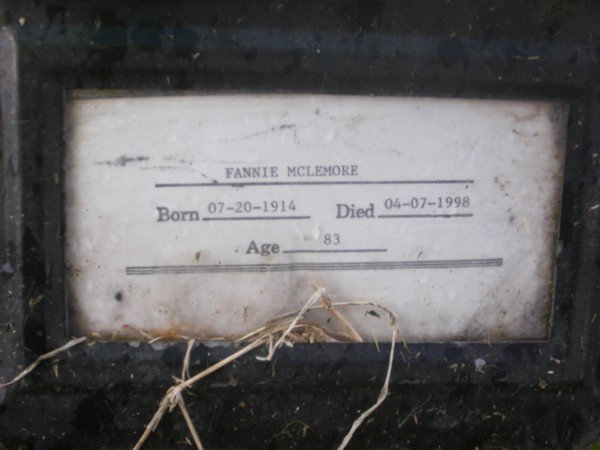 FANNIE MCLEMORE
Born 07-20-1914 Died 04-07-1998
Age 83